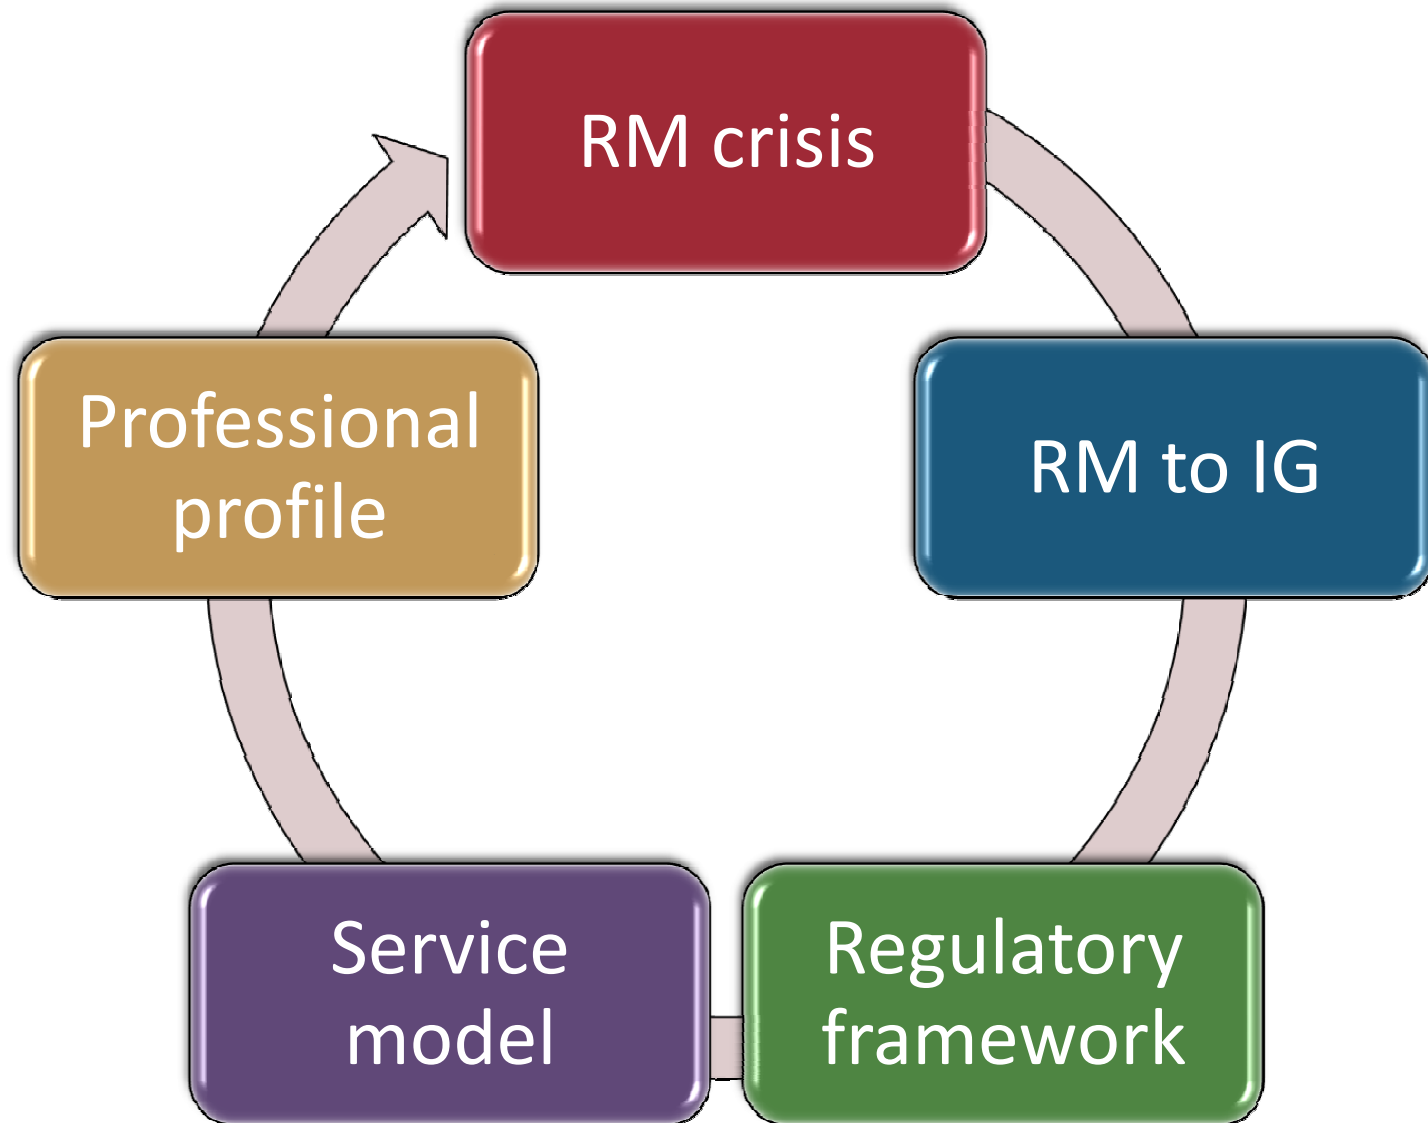 RM crisis
RM to IG
Regulatory
framework
Service
model
Professional
profile